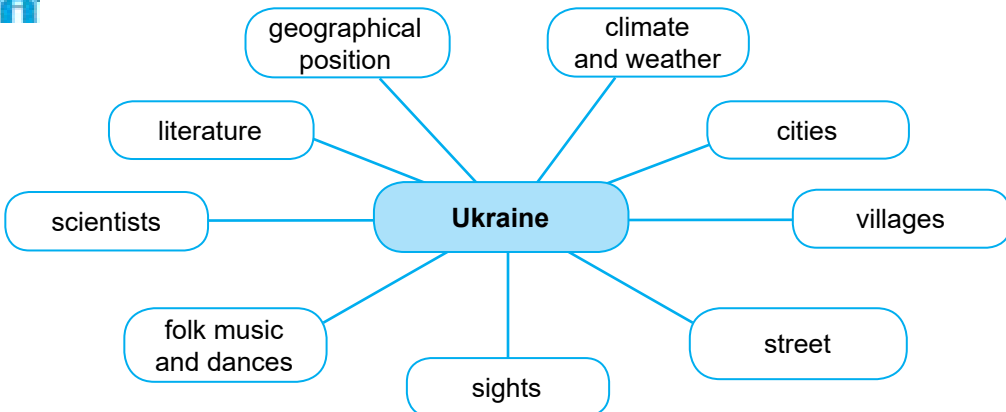 geographical
position
climate
and weather
literature
cities
scientists
Ukraine
villages
folk music
and dances
street
sights